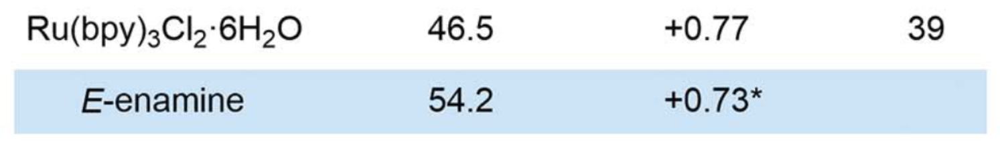 Ru(bpy)₃Cl₂·6H₂O 46.5 +0.77 39
E-enamine 54.2 +0.73*